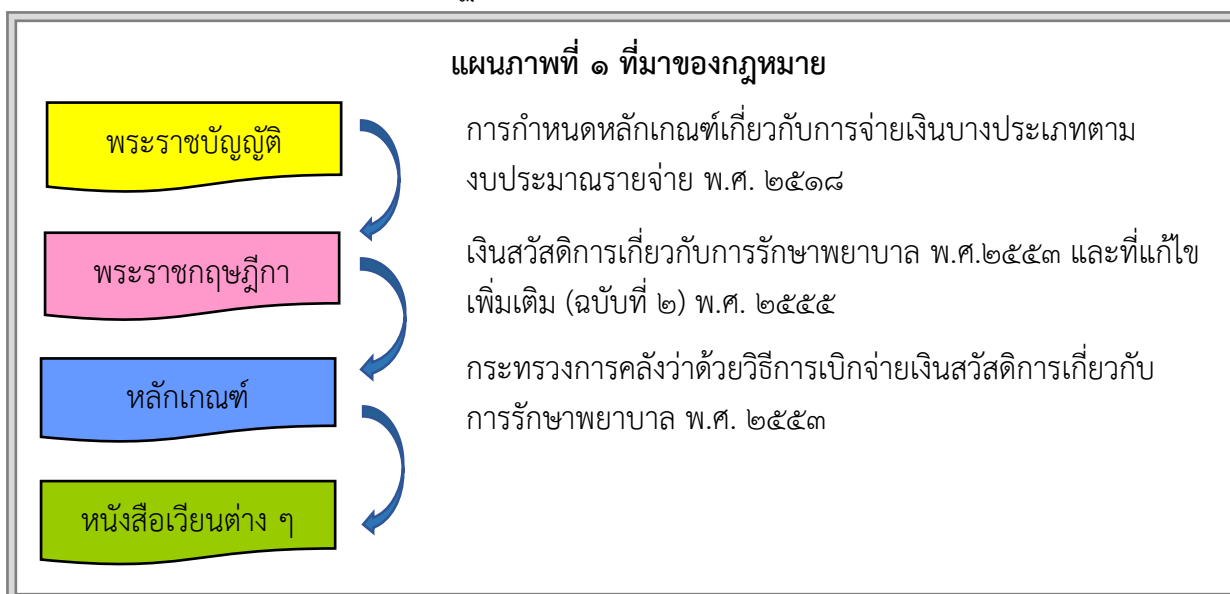 แผนภาพที่ ๑ ที่มาของกฎหมาย
พระราชบัญญัติ
การกำหนดหลักเกณฑ์เกี่ยวกับการจ่ายเงินบางประเภทตาม
งบประมาณรายจ่าย พ.ศ. ๒๕๑๘
พระราชกฤษฎีกา
เงินสวัสดิการเกี่ยวกับการรักษาพยาบาล พ.ศ.๒๕๕๓ และที่แก้ไข
เพิ่มเติม (ฉบับที่ ๒) พ.ศ. ๒๕๕๕
หลักเกณฑ์
กระทรวงการคลังว่าด้วยวิธีการเบิกจ่ายเงินสวัสดิการเกี่ยวกับ
การรักษาพยาบาล พ.ศ. ๒๕๕๓
หนังสือเวียนต่าง ๆ